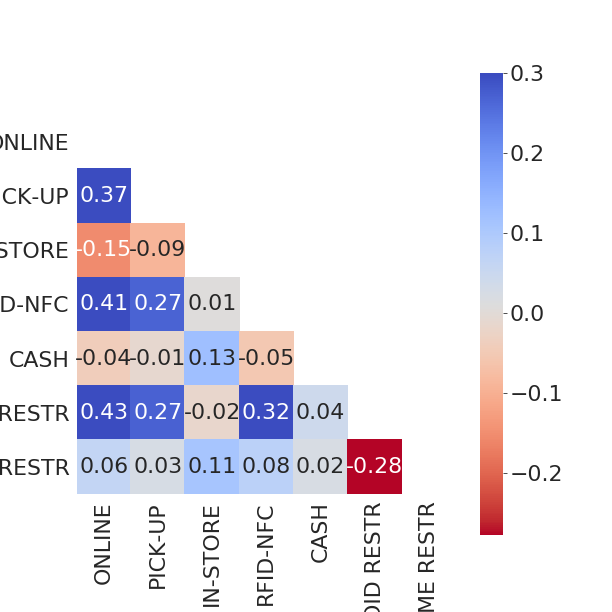 ONLINE
CK-UP 0.37
STORE -0.15 -0.09
D-NFC 0.41 0.27 0.01
CASH -0.04 -0.01 0.13 -0.05
RESTR 0.43 0.27 -0.02 0.32 0.04
RESTR 0.06 0.03 0.11 0.08 0.02 -0.28
ONLINE
PICK-UP
IN-STORE
RFID-NFC
CASH
OID RESTR
ME RESTR
0.3
0.2
0.1
0.0
−0.1
−0.2